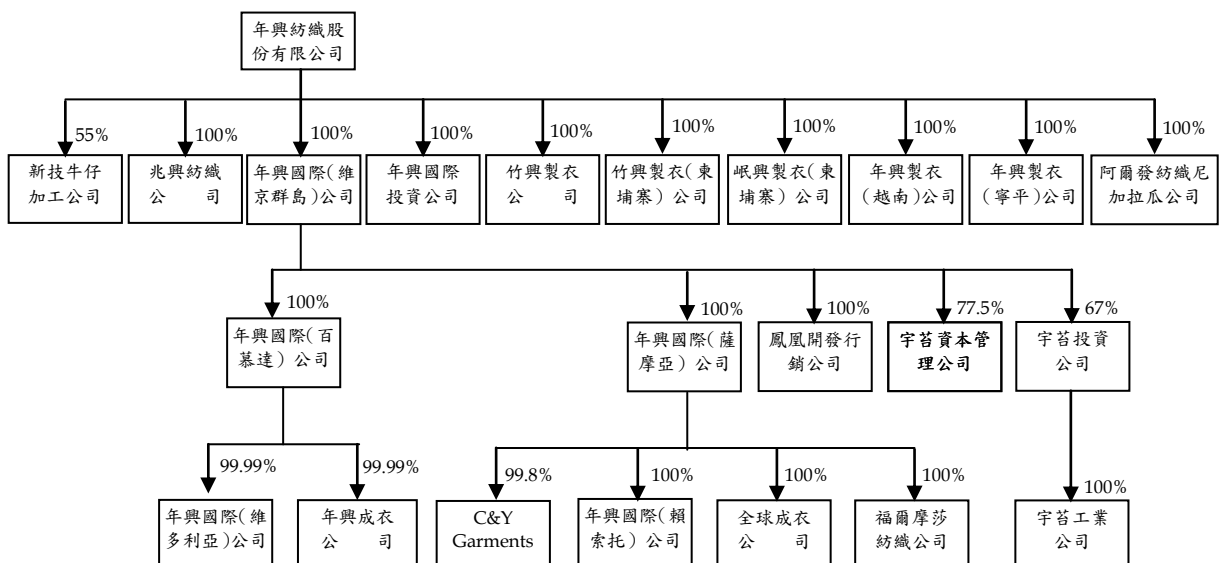 年興紡織股
份有限公司
55%
100%
100%
100%
100%
100%
100%
100%
100%
100%
新技牛仔
加工公司
兆興紡織
公 司
年興國際(維
京群島)公司
年興國際
投資公司
竹興製衣
公 司
竹興製衣(柬
埔寨)公司
岷興製衣(柬
埔寨)公司
年興製衣
(越南)公司
年興製衣
(寧平)公司
阿爾發紡織尼
加拉瓜公司
100%
100%
100%
77.5%
67%
年興國際(百
慕達)公司
年興國際(薩
摩亞)公司
鳳凰開發行
銷公司
宇苔資本管
理公司
宇苔投資
公司
99.99%
99.99%
99.8%
100%
100%
100%
100%
年興國際(維
多利亞)公司
年興成衣
公 司
C&Y
Garments
年興國際(賴
索托)公司
全球成衣
公 司
福爾摩莎
紡織公司
宇苔工業
公司